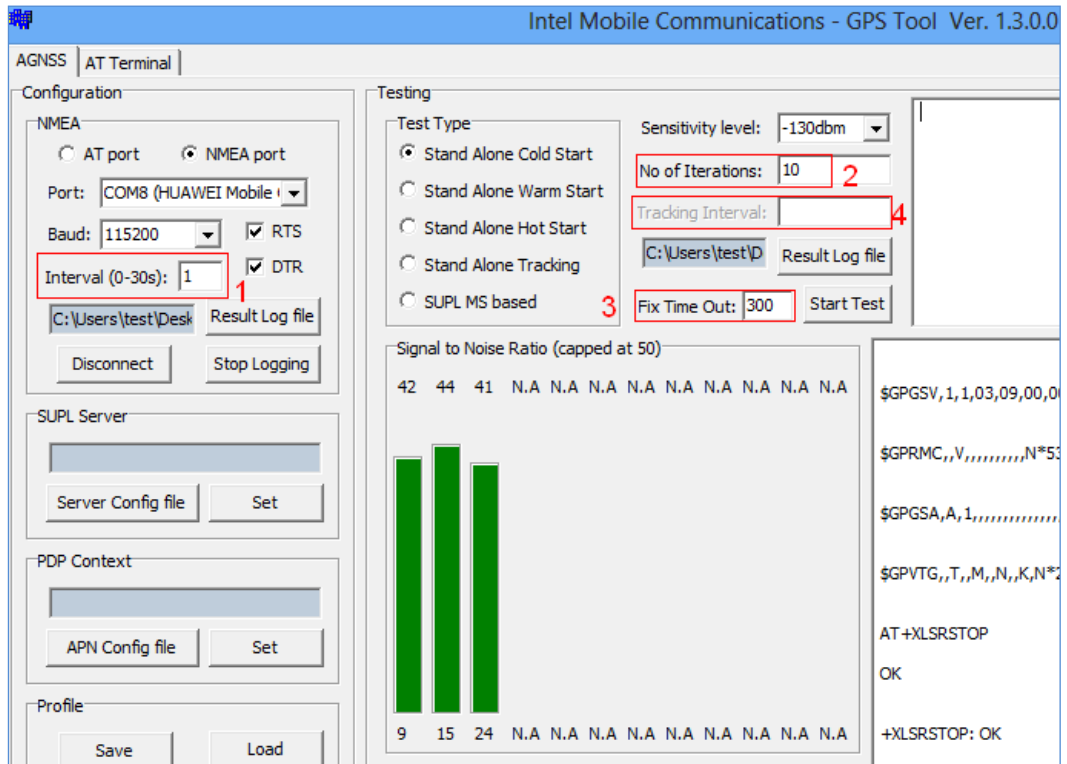 Intel Mobile Communications - GPS Tool Ver. 1.3.0.0
AGNSS
AT Terminal
Configuration
NMEA
AT port
NMEA port
Port: COM8 (HUAWEI Mobile
Baud: 115200
RTS
Interval (0-30s): 1
DTR
1
C:\Users\test\Desk
Result Log file
Disconnect
Stop Logging
SUPL Server
Server Config file
Set
PDP Context
APN Config file
Set
Profile
Save
Load
Testing
Test Type
Stand Alone Cold Start
Stand Alone Warm Start
Stand Alone Hot Start
Stand Alone Tracking
SUPL MS based
Sensitivity level: -130dbm
No of Iterations: 10
2
Tracking Interval:
4
C:\Users\test\D
Result Log file
3
Fix Time Out: 300
Start Test
Signal to Noise Ratio (capped at 50)
42 44 41 N.A N.A N.A N.A N.A N.A N.A N.A N.A
9 15 24 N.A N.A N.A N.A N.A N.A N.A N.A N.A
$GPGSV,1,1,03,09,00,0
$GPRMC,,V,,,,,,,,,,N*53
$GPGSA,A,1,,,,,,,,,,,,,,
$GPVTG,,T,,M,,N,,K,N*2
AT+XLSRSTOP
OK
+XLSRSTOP: OK